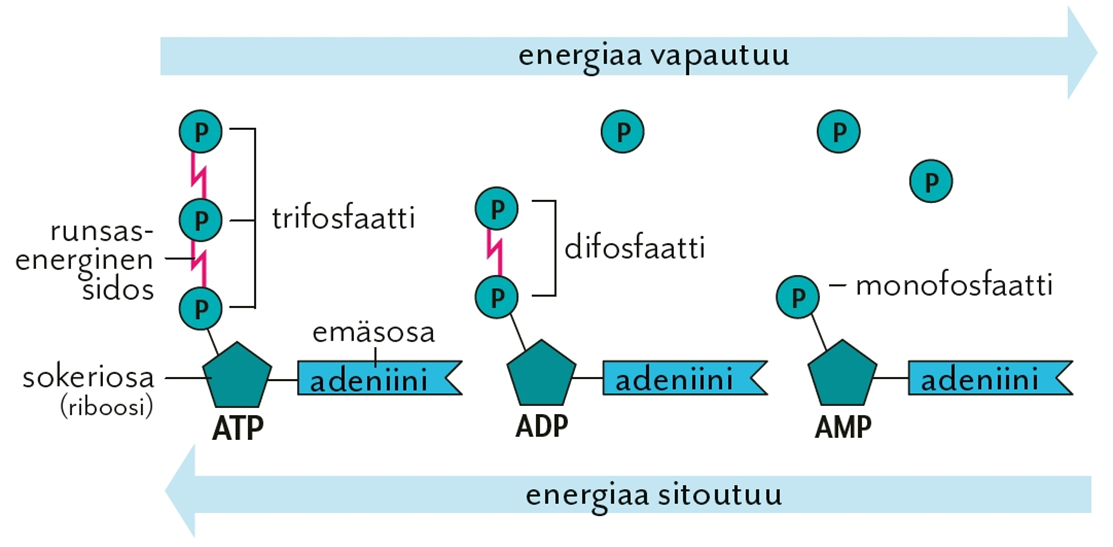 energiaa vapautuu
P
P
P
P
trifosfaatti
runsas-
energinen
sidos
P
P
difosfaatti
P
P
P
P
monofosfaatti
emäsosa
sokeriosa
(riboosi)
adeniini
adeniini
adeniini
ATP
ADP
AMP
energiaa sitoutuu